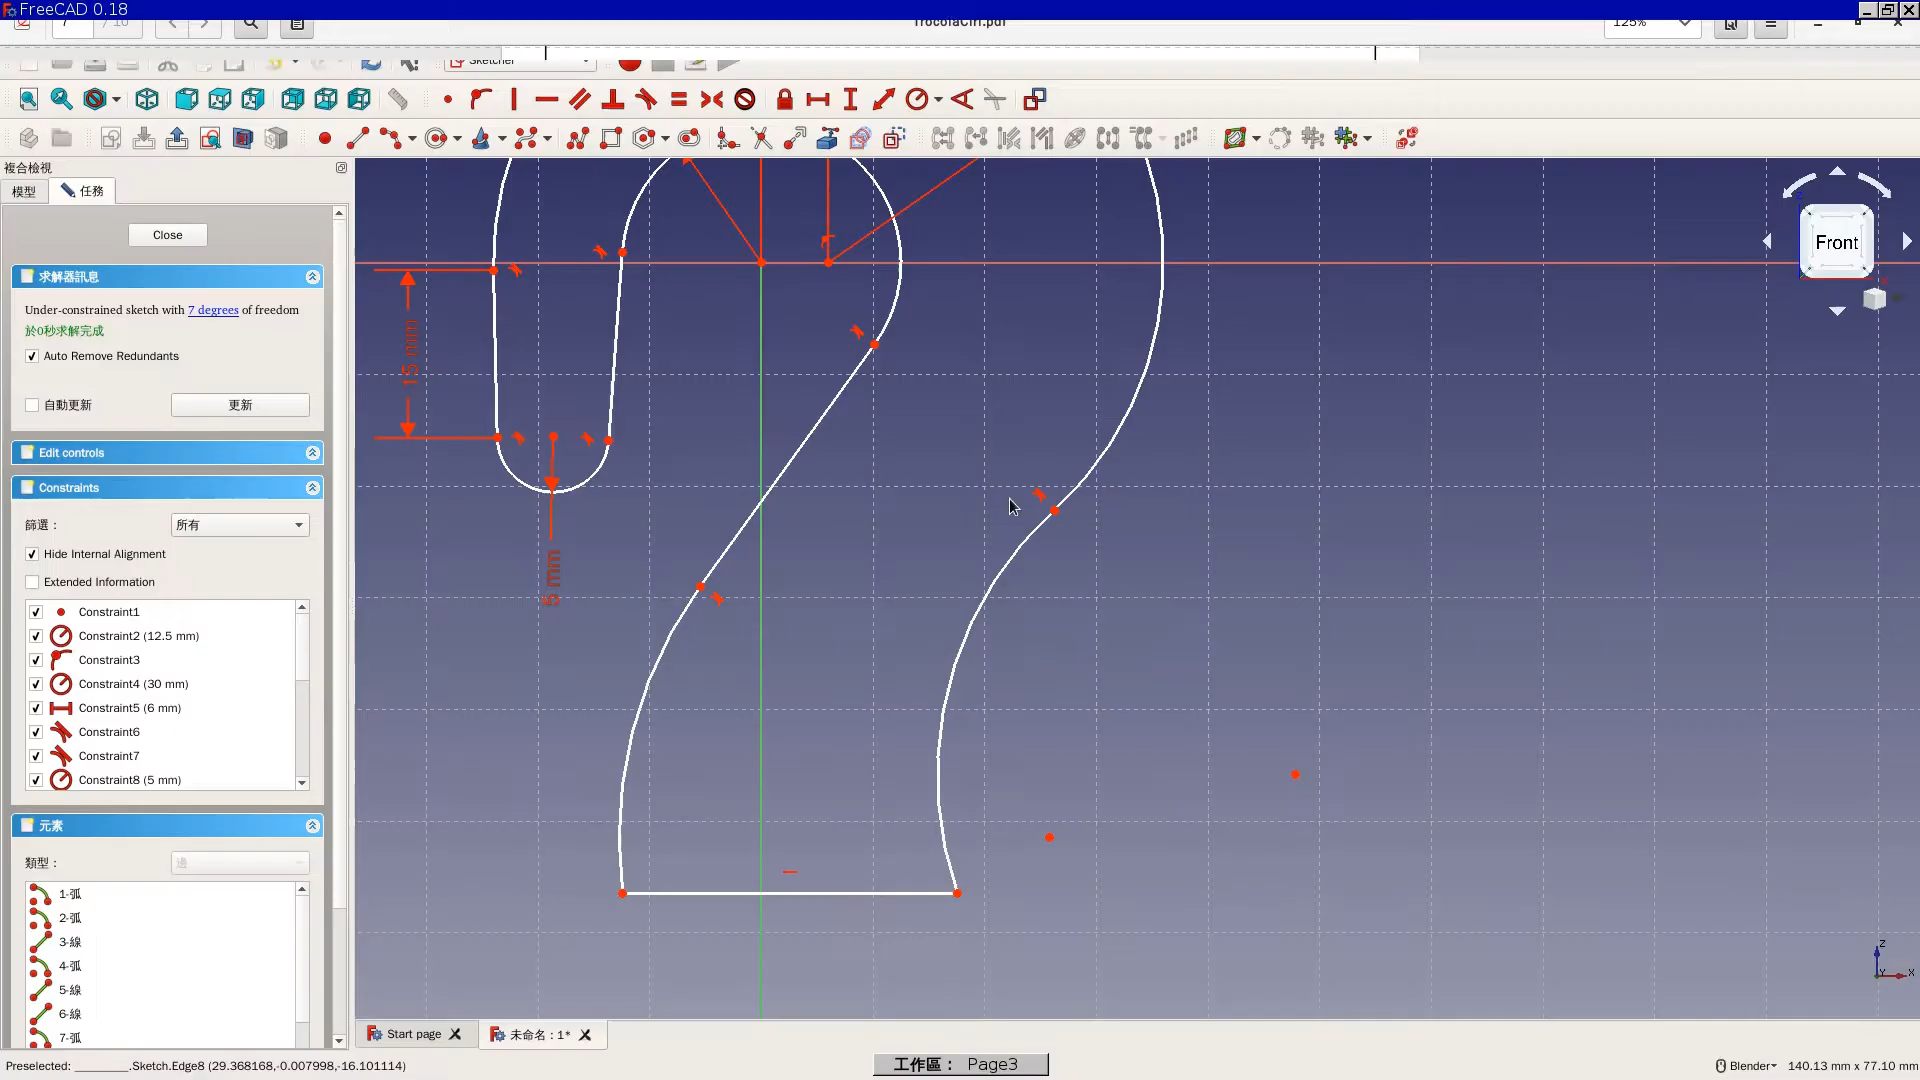 FreeCAD 0.18
7
/ 10
TrocolaCiri.pdf
125%
Sketcher
複合檢視
模型
任務
Close
求解器訊息
Under-constrained sketch with 7 degrees of freedom
於0秒求解完成
Auto Remove Redundants
自動更新
更新
Edit controls
Constraints
篩選：
所有
Hide Internal Alignment
Extended Information
Constraint1
Constraint2 (12.5 mm)
Constraint3
Constraint4 (30 mm)
Constraint5 (6 mm)
Constraint6
Constraint7
Constraint8 (5 mm)
元素
類型：
邊
1-弧
2-弧
3-線
4-弧
5-線
6-線
7-弧
15 mm
5 mm
Front
Z
Y
X
Start page
未命名 : 1*
Preselected: ________.Sketch.Edge8 (29.368168,-0.007998,-16.101114)
工作區： Page3
Blender
140.13 mm x 77.10 mm